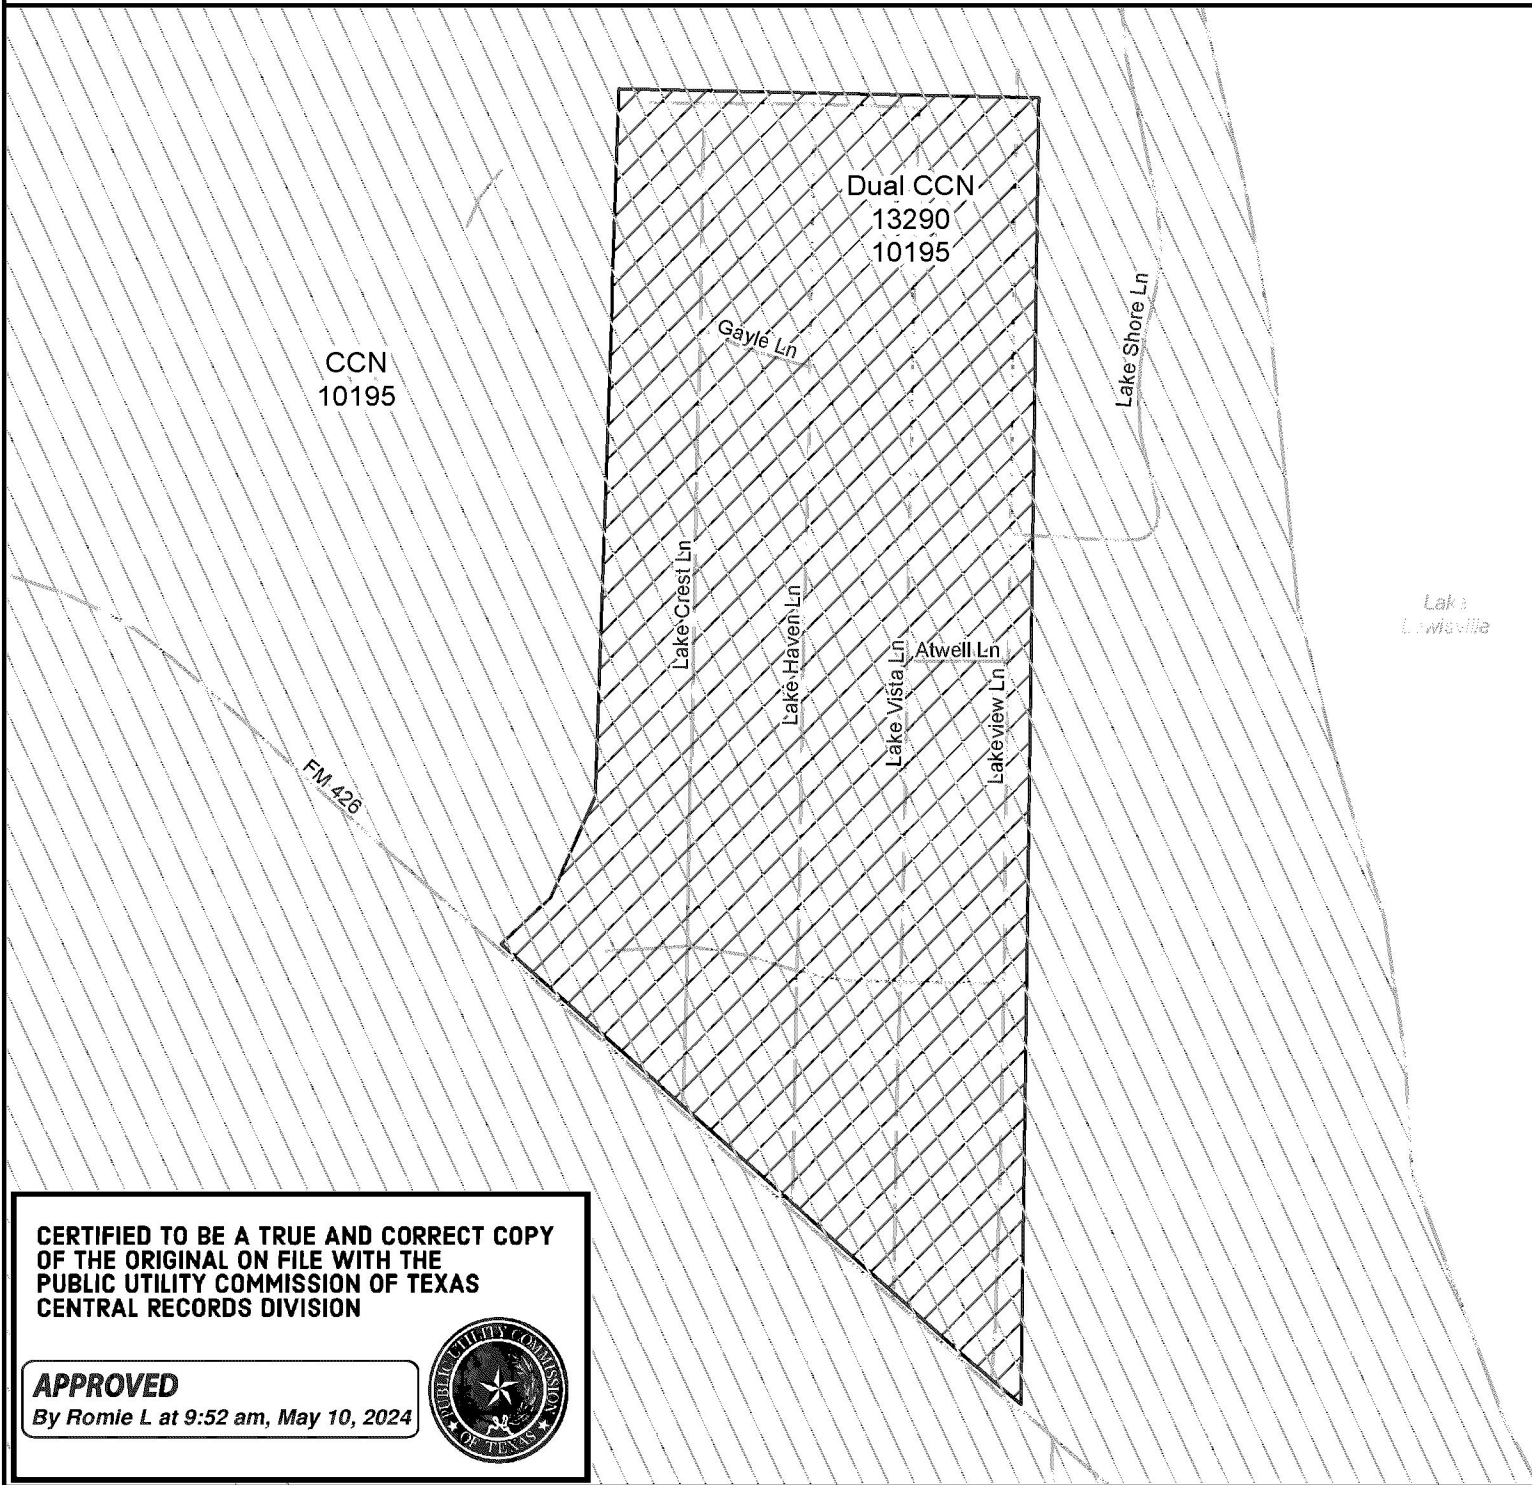 Dual CCN
13290
10195
CCN
10195
Gayle Ln
Lake Shore Ln
Lake Crest Ln
Lake Haven Ln
Lake Vista Ln
Atwell Ln
Lakeview Ln
Lake
Lewisville
FM 426
CERTIFIED TO BE A TRUE AND CORRECT COPY
OF THE ORIGINAL ON FILE WITH THE
PUBLIC UTILITY COMMISSION OF TEXAS
CENTRAL RECORDS DIVISION
APPROVED
By Romie L at 9:52 am, May 10, 2024
PUBLIC UTILITY COMMISSION
OF TEXAS